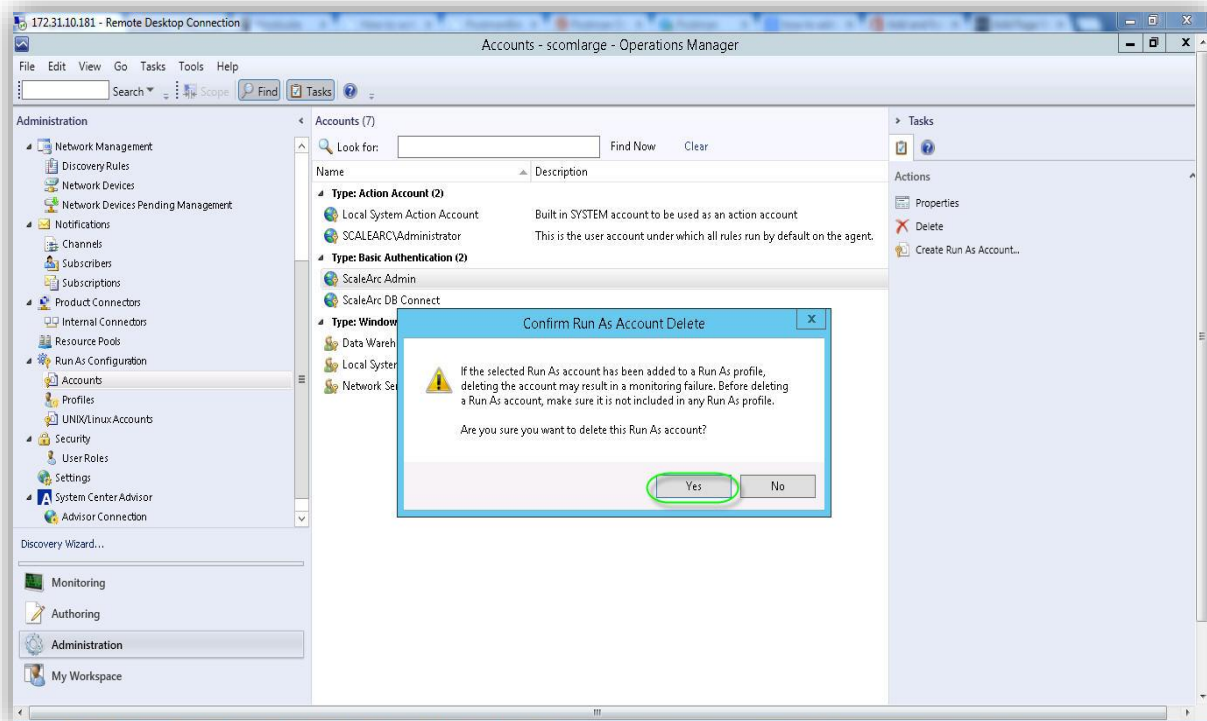 172.31.10.181 - Remote Desktop Connection
Accounts - scomlarge - Operations Manager
File Edit View Go Tasks Tools Help
Search Scope Find Tasks
Administration
Network Management
Discovery Rules
Network Devices
Network Devices Pending Management
Notifications
Channels
Subscribers
Subscriptions
Product Connectors
Internal Connectors
Resource Pools
Run As Configuration
Accounts
Profiles
UNIX/Linux Accounts
Security
User Roles
Settings
System Center Advisor
Advisor Connection
Discovery Wizard...
Monitoring
Authoring
Administration
My Workspace
Accounts (7)
Look for: Find Now Clear
Name Description
Type: Action Account (2)
Local System Action Account Built in SYSTEM account to be used as an action account
SCALEARC\Administrator This is the user account under which all rules run by default on the agent.
Type: Basic Authentication (2)
ScaleArc Admin
ScaleArc DB Connect
Type: Window
Data Wareh
Local Syster
Network Se
Confirm Run As Account Delete
If the selected Run As account has been added to a Run As profile,
deleting the account may result in a monitoring failure. Before deleting
a Run As account, make sure it is not included in any Run As profile.
Are you sure you want to delete this Run As account?
Yes No
Tasks
Actions
Properties
Delete
Create Run As Account...